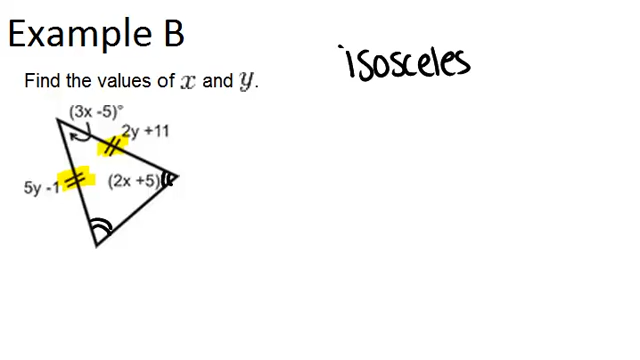 Example B
isosceles
Find the values of x and y.
(3x -5)°
2y +11
5y -1
(2x +5)